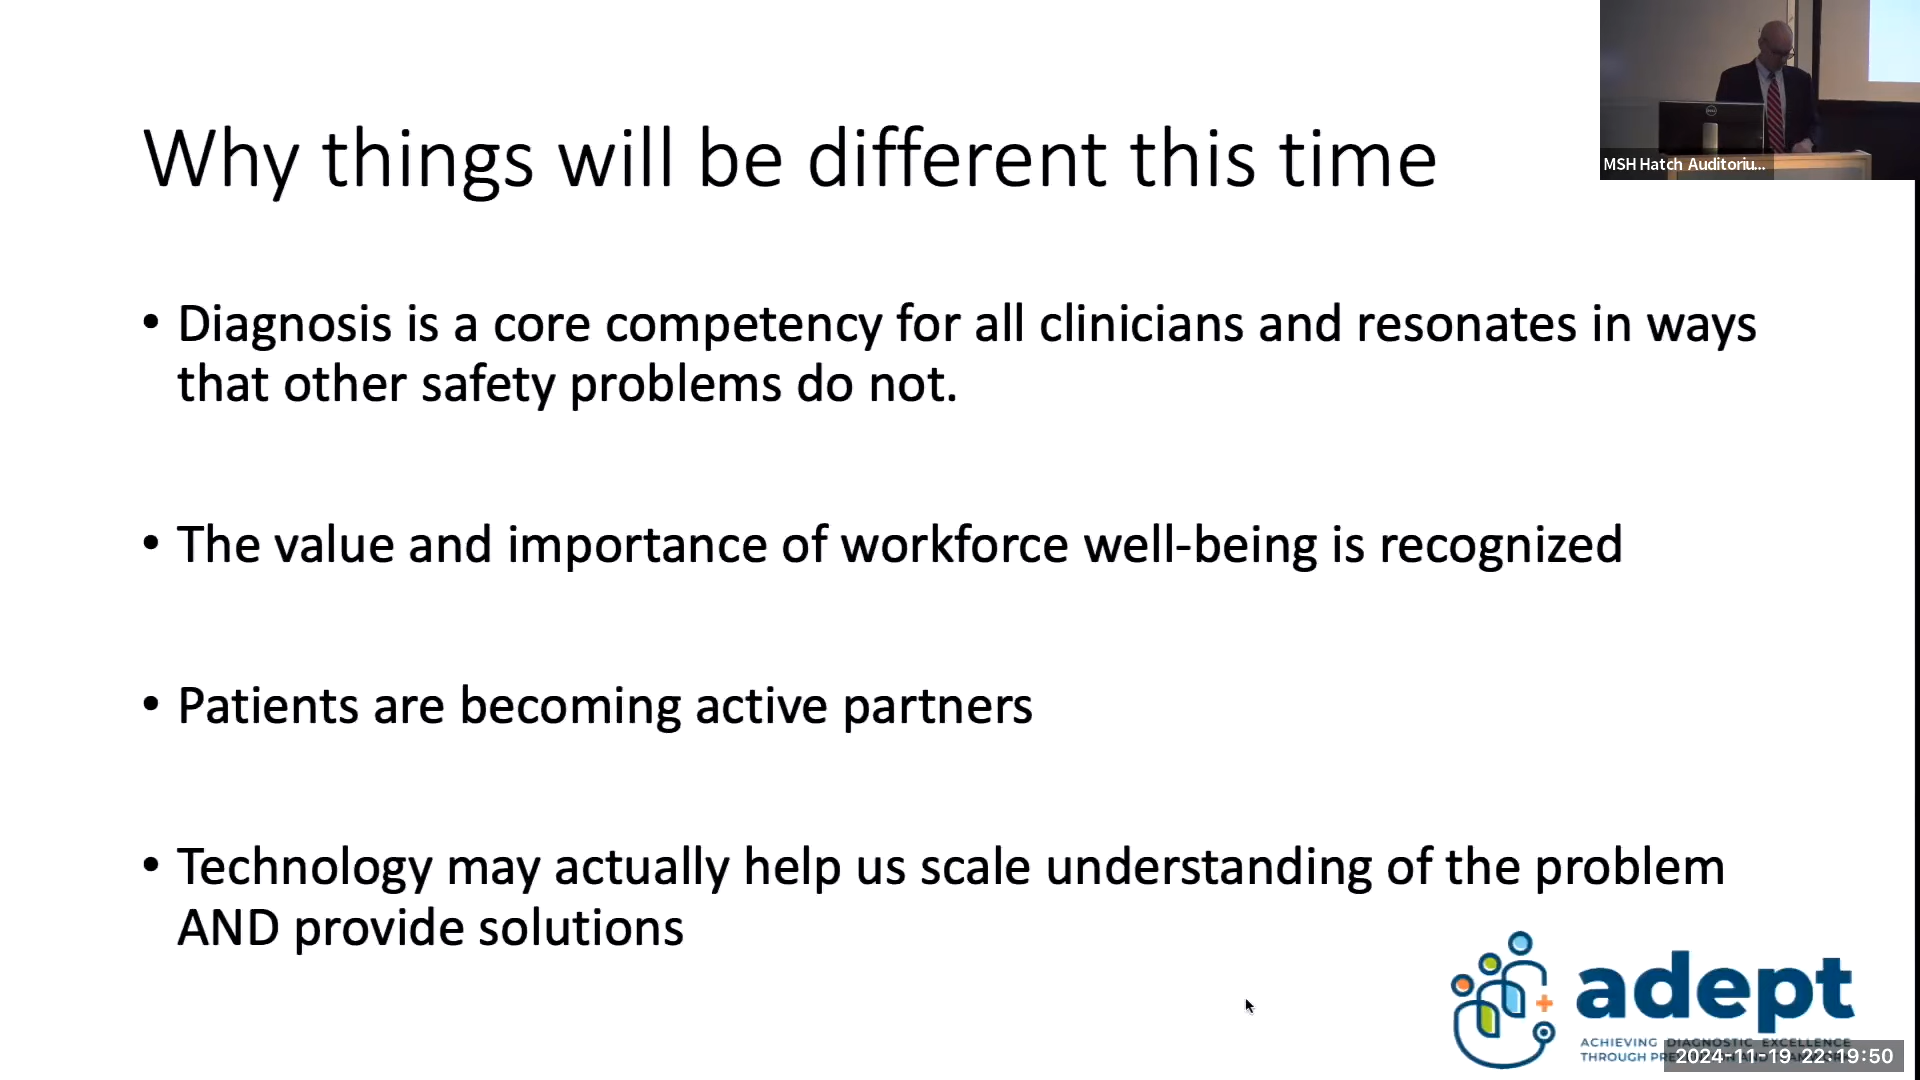 Why things will be different this time
MSH Hatch Auditoriu...
• Diagnosis is a core competency for all clinicians and resonates in ways
that other safety problems do not.
• The value and importance of workforce well-being is recognized
• Patients are becoming active partners
• Technology may actually help us scale understanding of the problem
AND provide solutions
adept
ACHIEVING DIAGNOSTIC EXCELLENCE
THROUGH
2024-11-19 22:19:50